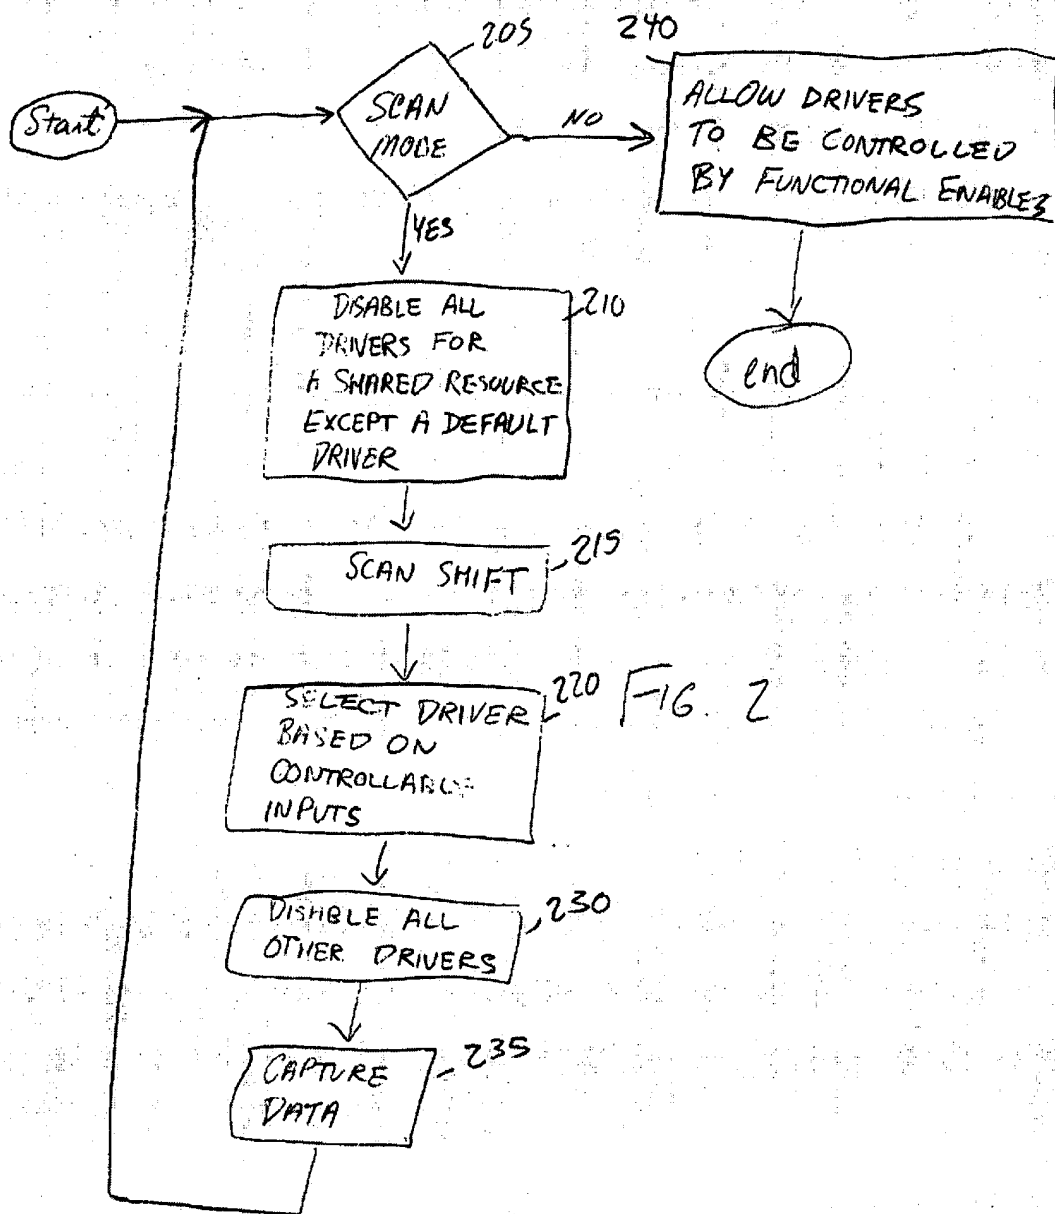 205
240
Start
SCAN
MODE
NO
ALLOW DRIVERS
TO BE CONTROLLED
BY FUNCTIONAL ENABLES
YES
210
DISABLE ALL
DRIVERS FOR
A SHARED RESOURCE
EXCEPT A DEFAULT
DRIVER
end
215
SCAN SHIFT
220
SELECT DRIVER
BASED ON
CONTROLLABLE
INPUTS
FIG. 2
230
DISABLE ALL
OTHER DRIVERS
235
CAPTURE
DATA